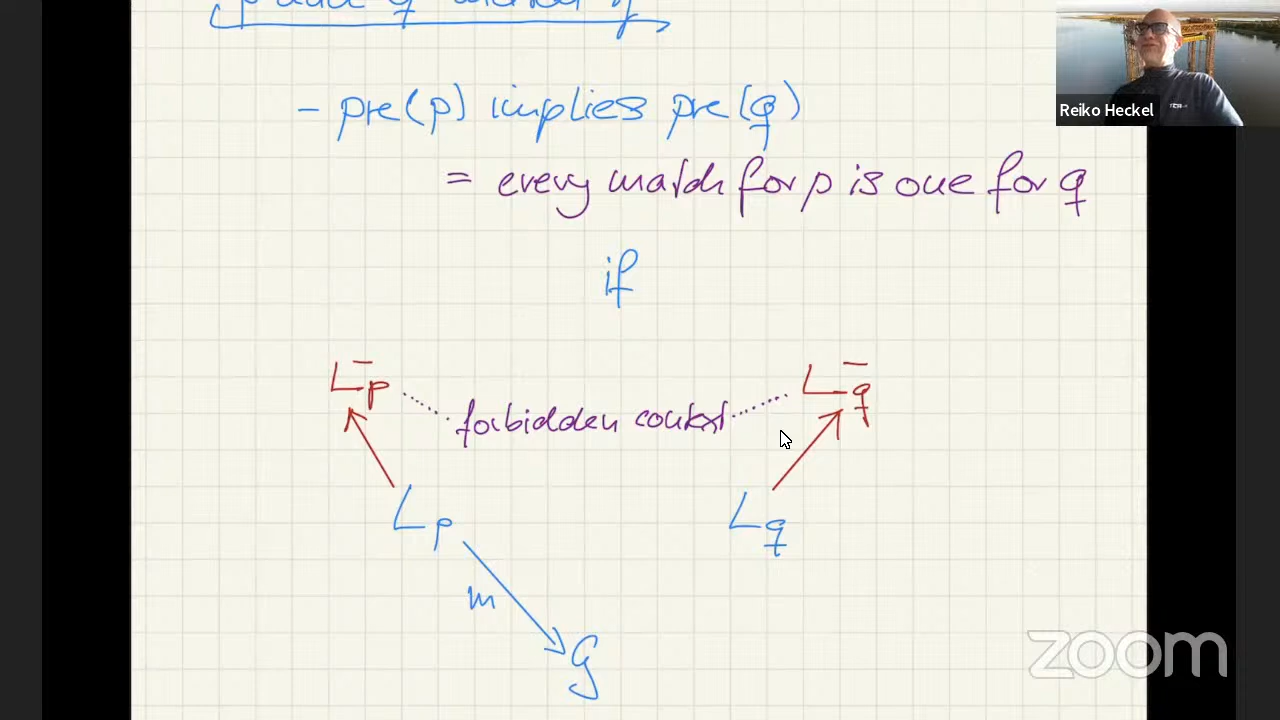 Reiko Heckel
- pre(p) implies pre(q)
= every match for p is one for q
if
L̅p L̅q
forbidden context
Lp Lq
m
G
zoom